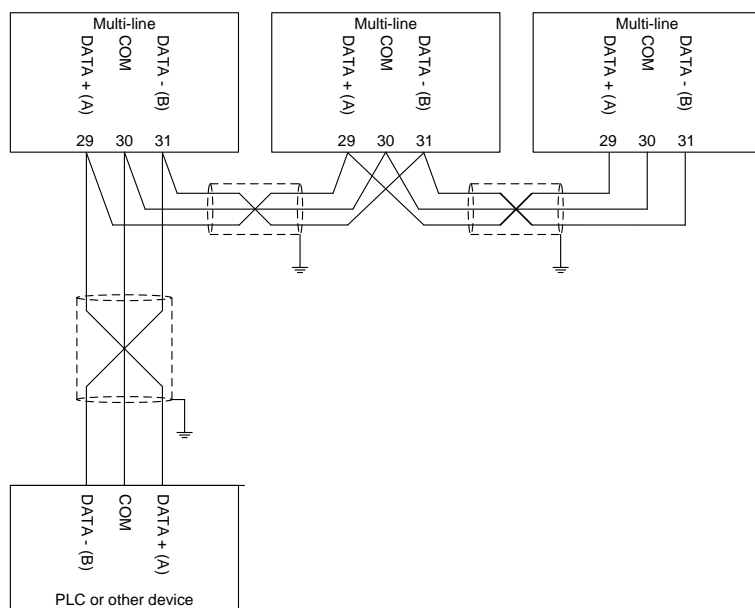 Multi-line
DATA + (A)
COM
DATA - (B)
29 30 31
Multi-line
DATA + (A)
COM
DATA - (B)
29 30 31
Multi-line
DATA + (A)
COM
DATA - (B)
29 30 31
DATA - (B)
COM
DATA + (A)
PLC or other device